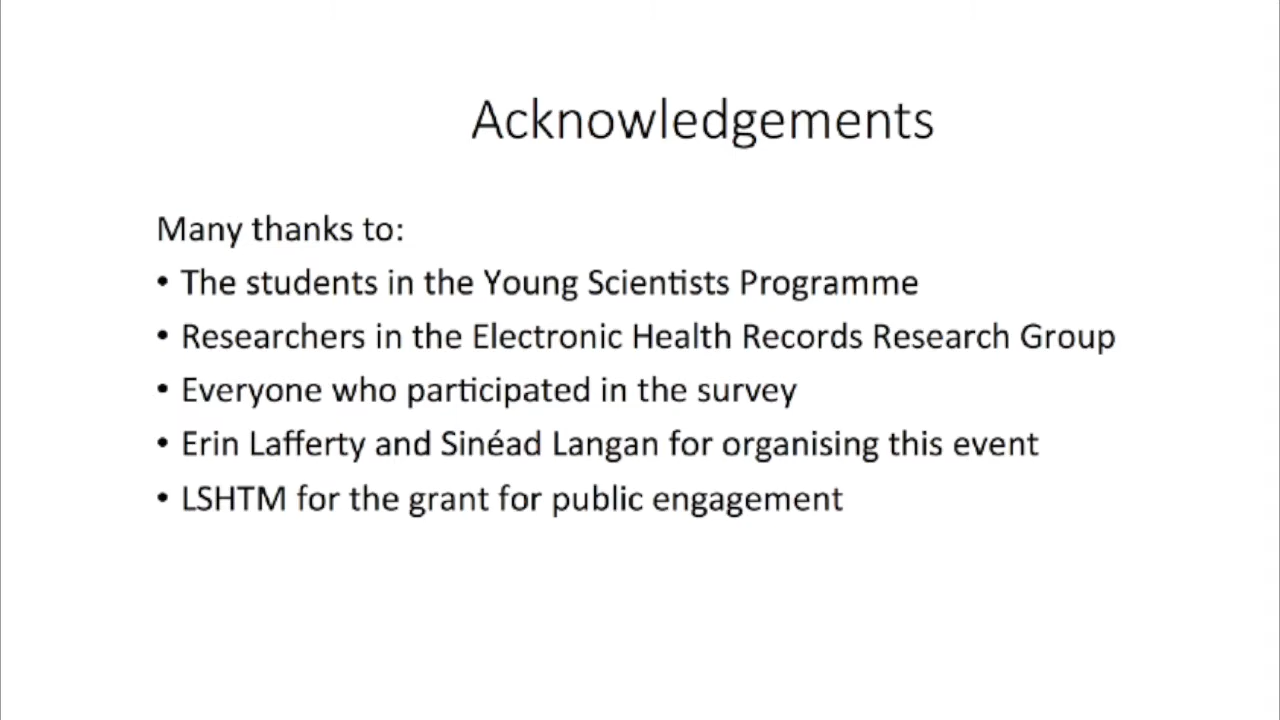 Acknowledgements
Many thanks to:
• The students in the Young Scientists Programme
• Researchers in the Electronic Health Records Research Group
• Everyone who participated in the survey
• Erin Lafferty and Sinéad Langan for organising this event
• LSHTM for the grant for public engagement